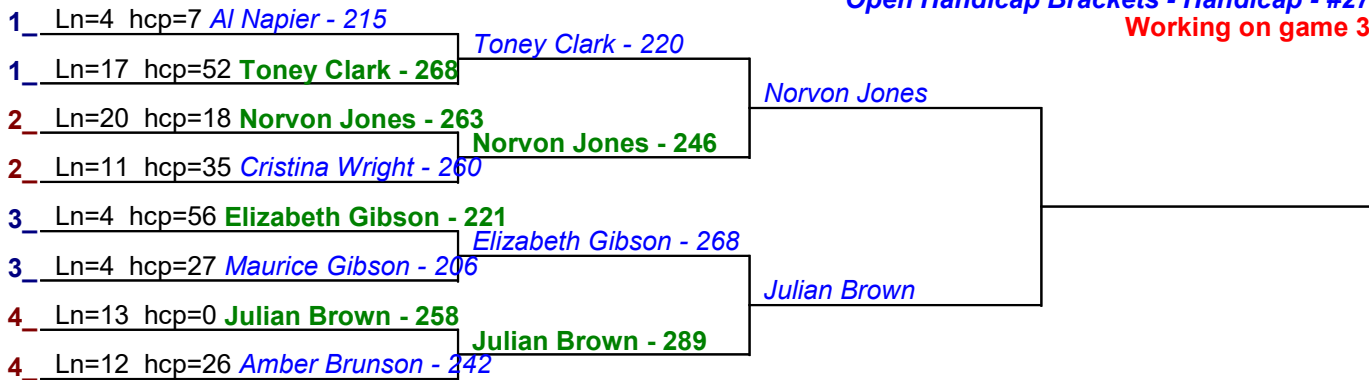 Open Handicap Brackets - Handicap - #27
Working on game 3
1_ Ln=4 hcp=7 Al Napier - 215
Toney Clark - 220
1_ Ln=17 hcp=52 Toney Clark - 268
Norvon Jones
2_ Ln=20 hcp=18 Norvon Jones - 263
Norvon Jones - 246
2_ Ln=11 hcp=35 Cristina Wright - 260
3_ Ln=4 hcp=56 Elizabeth Gibson - 221
Elizabeth Gibson - 268
3_ Ln=4 hcp=27 Maurice Gibson - 206
Julian Brown
4_ Ln=13 hcp=0 Julian Brown - 258
Julian Brown - 289
4_ Ln=12 hcp=26 Amber Brunson - 242